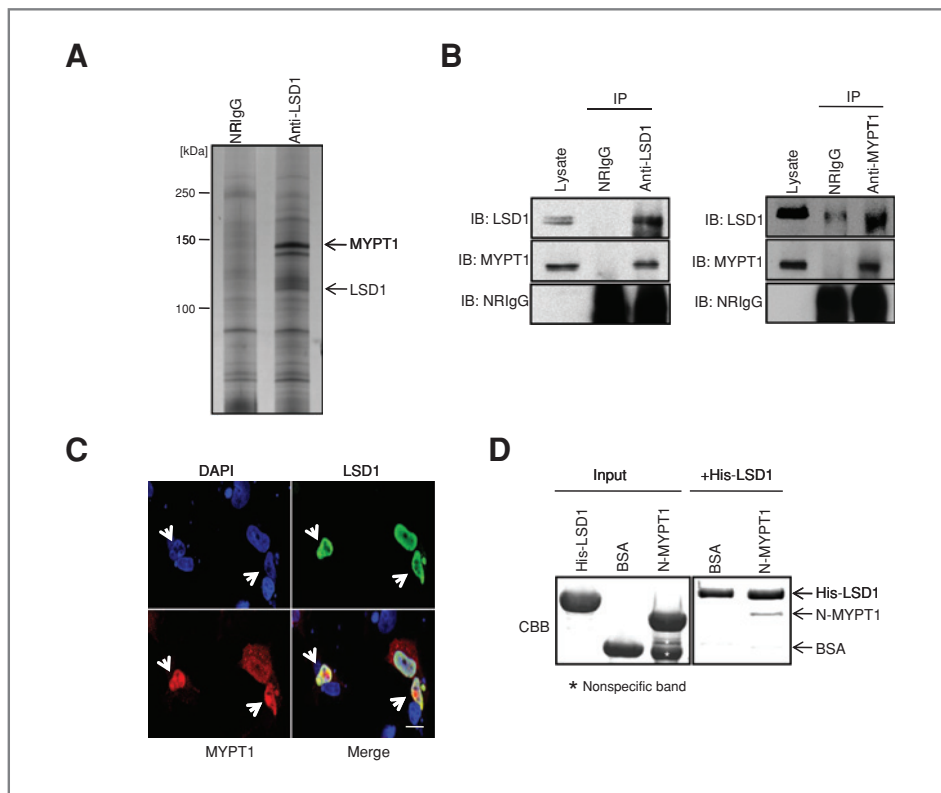 A
NRIgG
Anti-LSD1
[kDa]
250
150
100
MYPT1
LSD1
B
IP
Lysate
NRIgG
Anti-LSD1
IB: LSD1
IB: MYPT1
IB: NRIgG
IP
Lysate
NRIgG
Anti-MYPT1
IB: LSD1
IB: MYPT1
IB: NRIgG
C
DAPI
LSD1
MYPT1
Merge
D
Input
+His-LSD1
His-LSD1
BSA
N-MYPT1
BSA
N-MYPT1
CBB
His-LSD1
N-MYPT1
BSA
* Nonspecific band